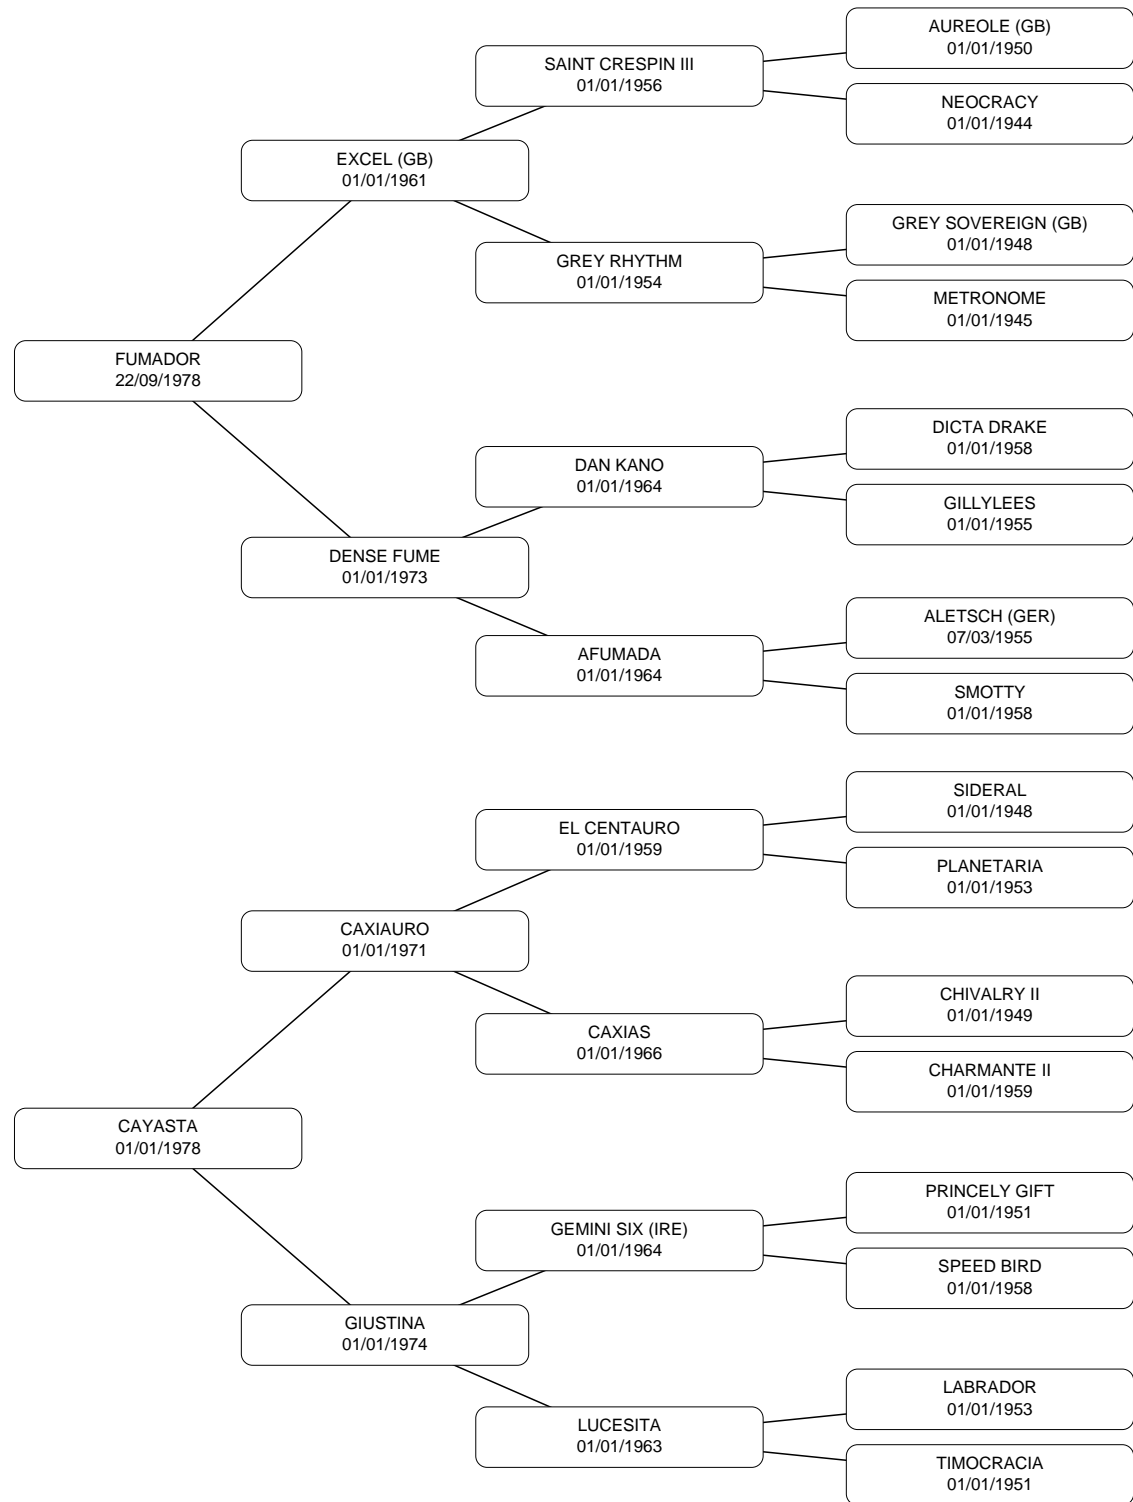 AUREOLE (GB)
01/01/1950
SAINT CRESPIN III
01/01/1956
NEOCRACY
01/01/1944
EXCEL (GB)
01/01/1961
GREY SOVEREIGN (GB)
01/01/1948
GREY RHYTHM
01/01/1954
METRONOME
01/01/1945
FUMADOR
22/09/1978
DICTA DRAKE
01/01/1958
DAN KANO
01/01/1964
GILLYLEES
01/01/1955
DENSE FUME
01/01/1973
ALETSCH (GER)
07/03/1955
AFUMADA
01/01/1964
SMOTTY
01/01/1958
SIDERAL
01/01/1948
EL CENTAURO
01/01/1959
PLANETARIA
01/01/1953
CAXIAURO
01/01/1971
CHIVALRY II
01/01/1949
CAXIAS
01/01/1966
CHARMANTE II
01/01/1959
CAYASTA
01/01/1978
PRINCELY GIFT
01/01/1951
GEMINI SIX (IRE)
01/01/1964
SPEED BIRD
01/01/1958
GIUSTINA
01/01/1974
LABRADOR
01/01/1953
LUCESITA
01/01/1963
TIMOCRACIA
01/01/1951